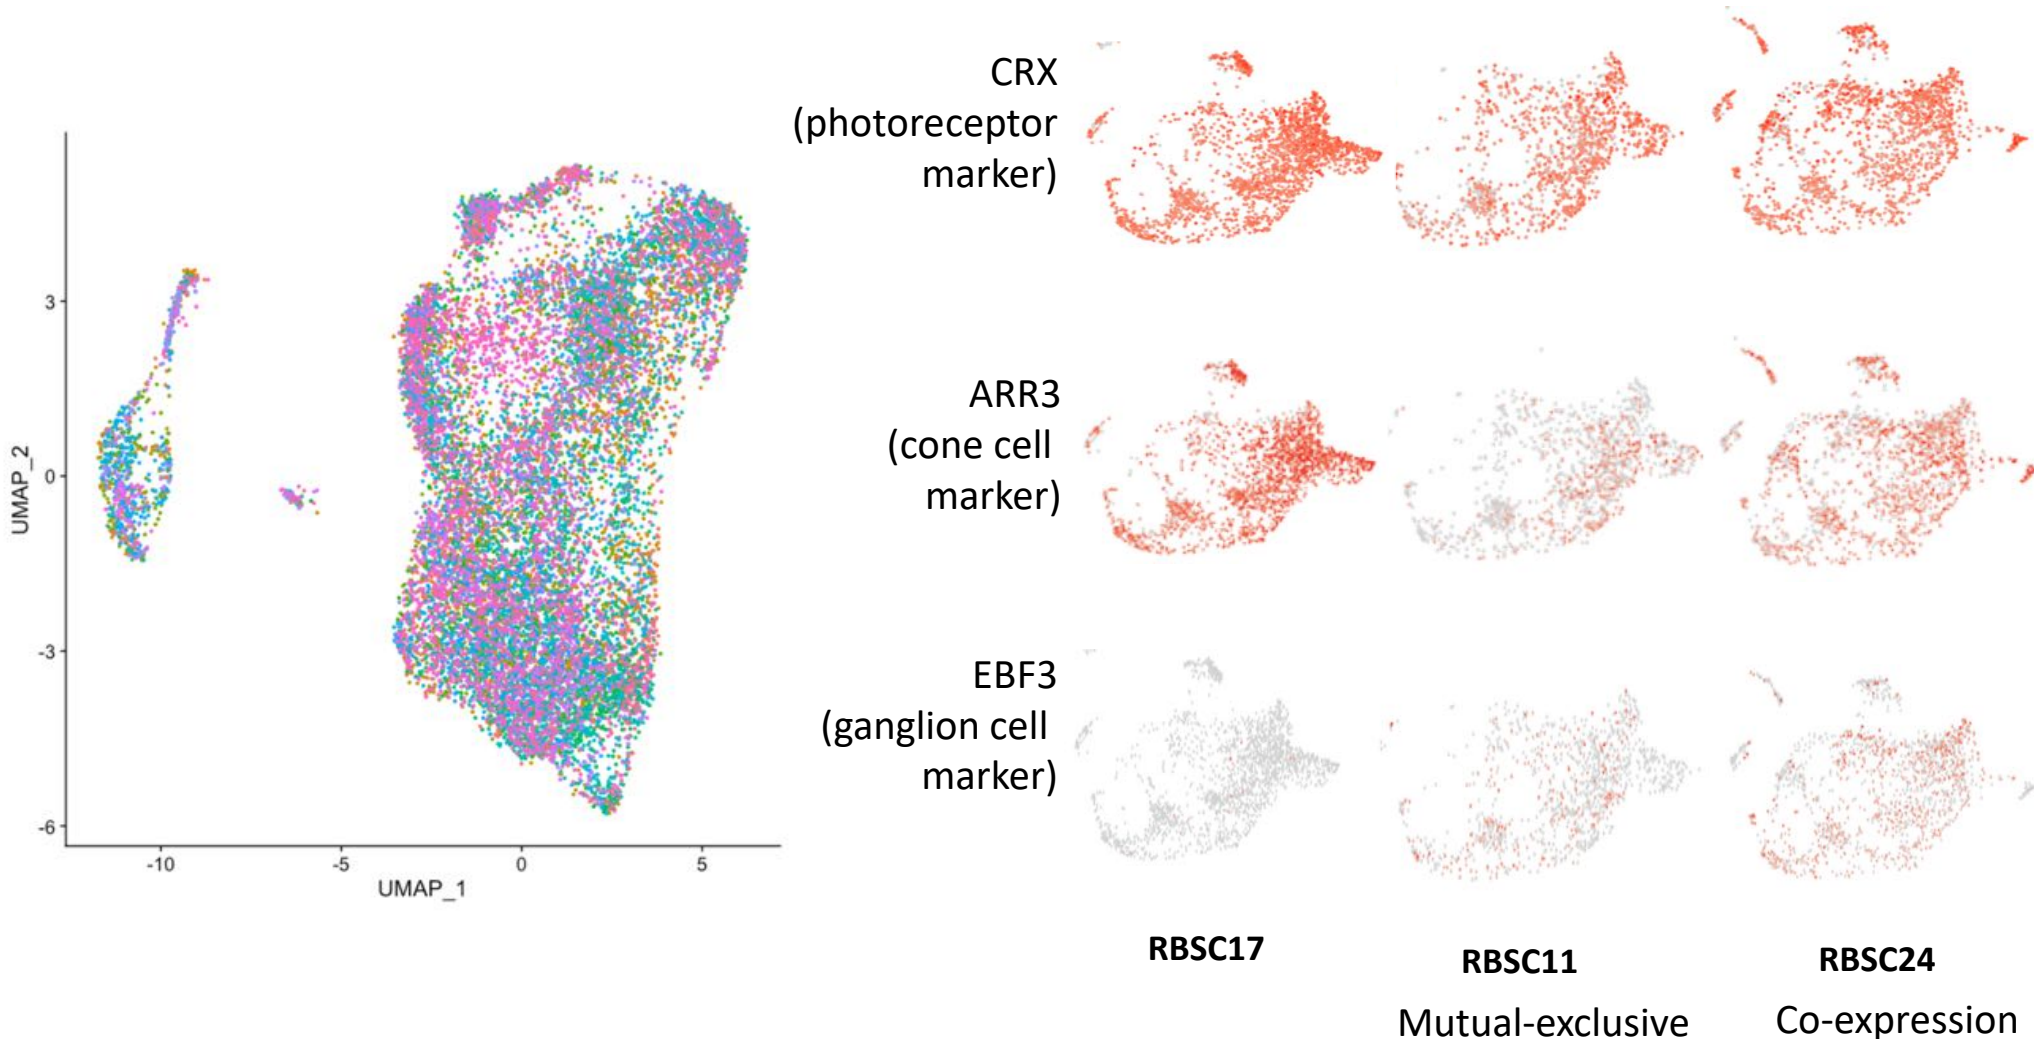 3
0
-3
-6
UMAP_2
-10
-5
0
5
UMAP_1
CRX
(photoreceptor
marker)
ARR3
(cone cell
marker)
EBF3
(ganglion cell
marker)
RBSC17
RBSC11
RBSC24
Mutual-exclusive
Co-expression